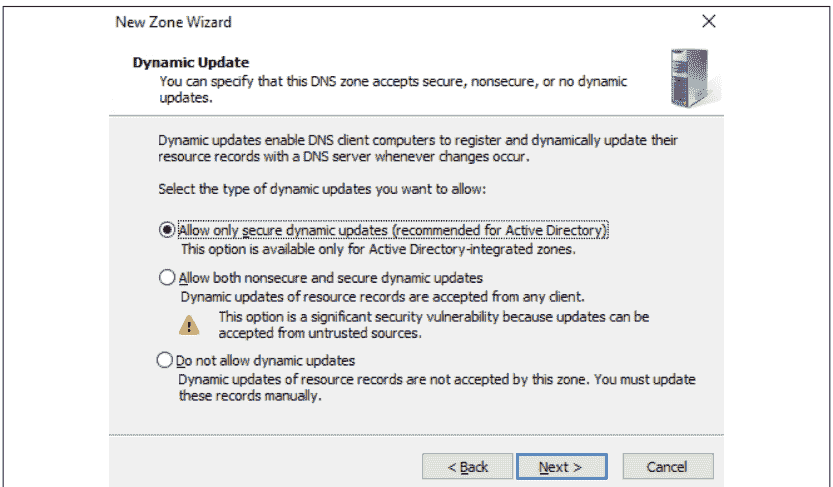 New Zone Wizard
Dynamic Update
You can specify that this DNS zone accepts secure, nonsecure, or no dynamic
updates.
Dynamic updates enable DNS client computers to register and dynamically update their
resource records with a DNS server whenever changes occur.
Select the type of dynamic updates you want to allow:
Allow only secure dynamic updates (recommended for Active Directory)
This option is available only for Active Directory-integrated zones.
Allow both nonsecure and secure dynamic updates
Dynamic updates of resource records are accepted from any client.
This option is a significant security vulnerability because updates can be
accepted from untrusted sources.
Do not allow dynamic updates
Dynamic updates of resource records are not accepted by this zone. You must update
these records manually.
< Back Next > Cancel